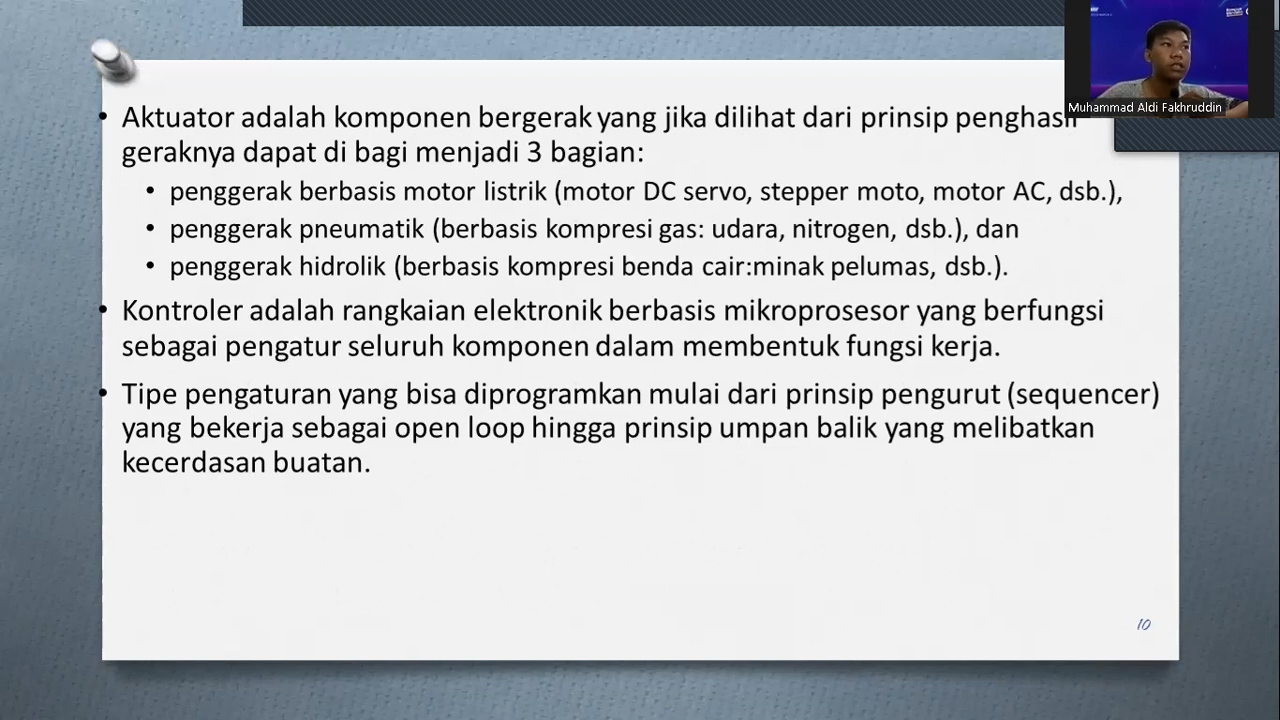 • Aktuator adalah komponen bergerak yang jika dilihat dari prinsip penghasil
geraknya dapat di bagi menjadi 3 bagian:
• penggerak berbasis motor listrik (motor DC servo, stepper moto, motor AC, dsb.),
• penggerak pneumatik (berbasis kompresi gas: udara, nitrogen, dsb.), dan
• penggerak hidrolik (berbasis kompresi benda cair:minak pelumas, dsb.).
• Kontroler adalah rangkaian elektronik berbasis mikroprosesor yang berfungsi
sebagai pengatur seluruh komponen dalam membentuk fungsi kerja.
• Tipe pengaturan yang bisa diprogramkan mulai dari prinsip pengurut (sequencer)
yang bekerja sebagai open loop hingga prinsip umpan balik yang melibatkan
kecerdasan buatan.
10
Muhammad Aldi Fakhruddin